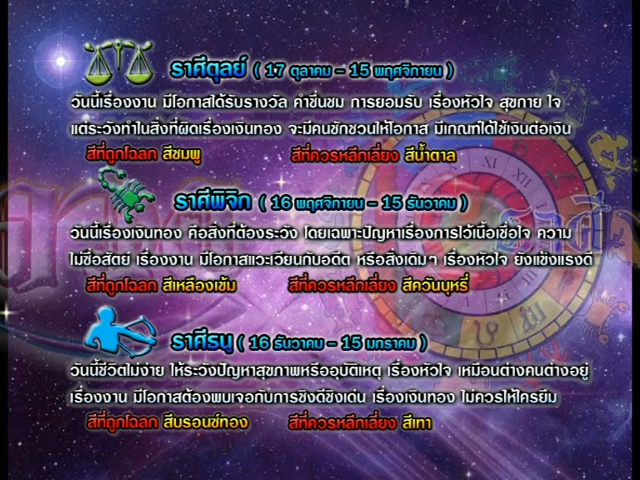 ราศีตุลย์ ( 17 ตุลาคม – 15 พฤศจิกายน )
วันนี้เรื่องงาน มีโอกาสได้รับรางวัล คำชื่นชม การยอมรับ เรื่องหัวใจ สุขกาย ใจ
แต่ระวังทำในสิ่งที่ผิดเรื่องเงินทอง จะมีคนชักชวนให้โอกาส มีเกณฑ์ได้ใช้เงินต่อเงิน
สีที่ถูกโฉลก สีชมพู สีที่ควรหลีกเลี่ยง สีน้ำตาล
ราศีพิจิก ( 16 พฤศจิกายน – 15 ธันวาคม )
วันนี้เรื่องเงินทอง คือสิ่งที่ต้องระวัง โดยเฉพาะปัญหาเรื่องการไว้เนื้อเชื่อใจ ความ
ไม่ซื่อสัตย์ เรื่องงาน มีโอกาสแวะเวียนกับอดีต หรือสิ่งเดิมๆ เรื่องหัวใจ ยังแข็งแรงดี
สีที่ถูกโฉลก สีเหลืองเข้ม สีที่ควรหลีกเลี่ยง สีควันบุหรี่
ราศีธนู ( 16 ธันวาคม – 15 มกราคม )
วันนี้ชีวิตไม่ง่าย ให้ระวังปัญหาสุขภาพหรืออุบัติเหตุ เรื่องหัวใจ เหมือนต่างคนต่างอยู่
เรื่องงาน มีโอกาสต้องพบเจอกับการชิงดีชิงเด่น เรื่องเงินทอง ไม่ควรให้ใครยืม
สีที่ถูกโฉลก สีบรอนซ์ทอง สีที่ควรหลีกเลี่ยง สีเทา